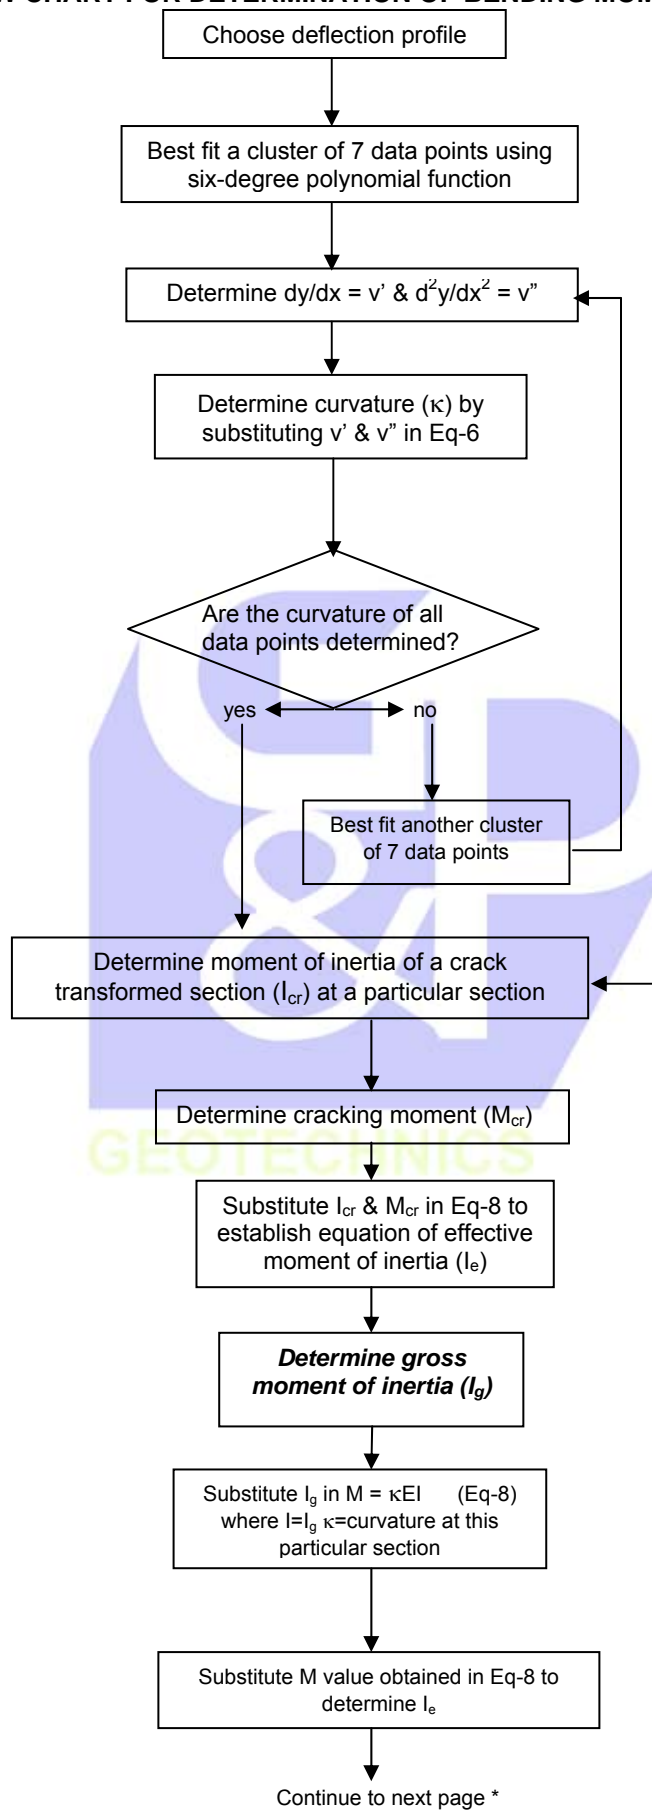 Choose deflection profile
Best fit a cluster of 7 data points using
six-degree polynomial function
Determine dy/dx = v' & d²y/dx² = v”
Determine curvature (κ) by
substituting v' & v” in Eq-6
Are the curvature of all
data points determined?
yes
no
Best fit another cluster
of 7 data points
Determine moment of inertia of a crack
transformed section (Icr) at a particular section
Determine cracking moment (Mcr)
GEOTECHNICS
Substitute Icr & Mcr in Eq-8 to
establish equation of effective
moment of inertia (Ie)
Determine gross
moment of inertia (Ig)
Substitute Ig in M = κEI (Eq-8)
where I=Ig κ=curvature at this
particular section
Substitute M value obtained in Eq-8 to
determine Ie
Continue to next page *